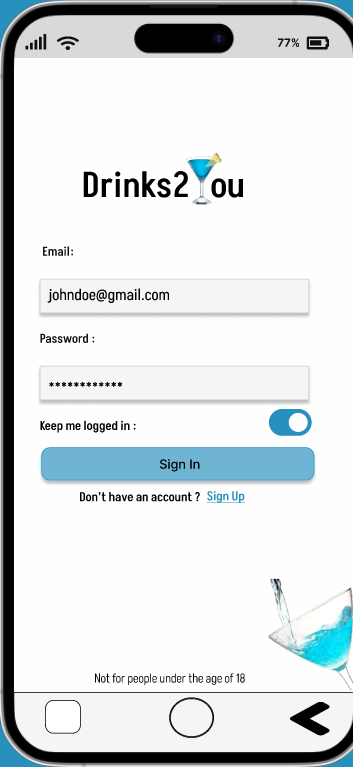 77%
Drinks2You
Email:
johndoe@gmail.com
Password :
************
Keep me logged in :
Sign In
Don't have an account ? Sign Up
Not for people under the age of 18